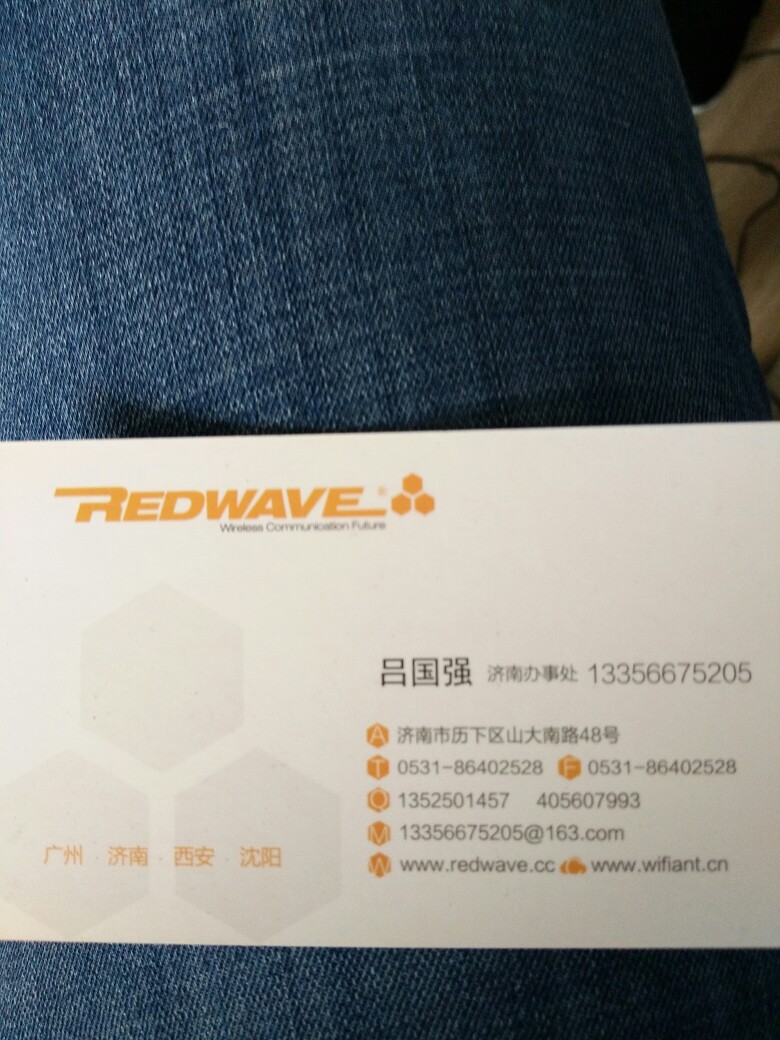 REDWAVE®
Wireless Communication Future
吕国强 济南办事处 13356675205
A 济南市历下区山大南路48号
T 0531-86402528 F 0531-86402528
Q 1352501457 405607993
M 13356675205@163.com
W www.redwave.cc www.wifiant.cn
广州·济南·西安·沈阳